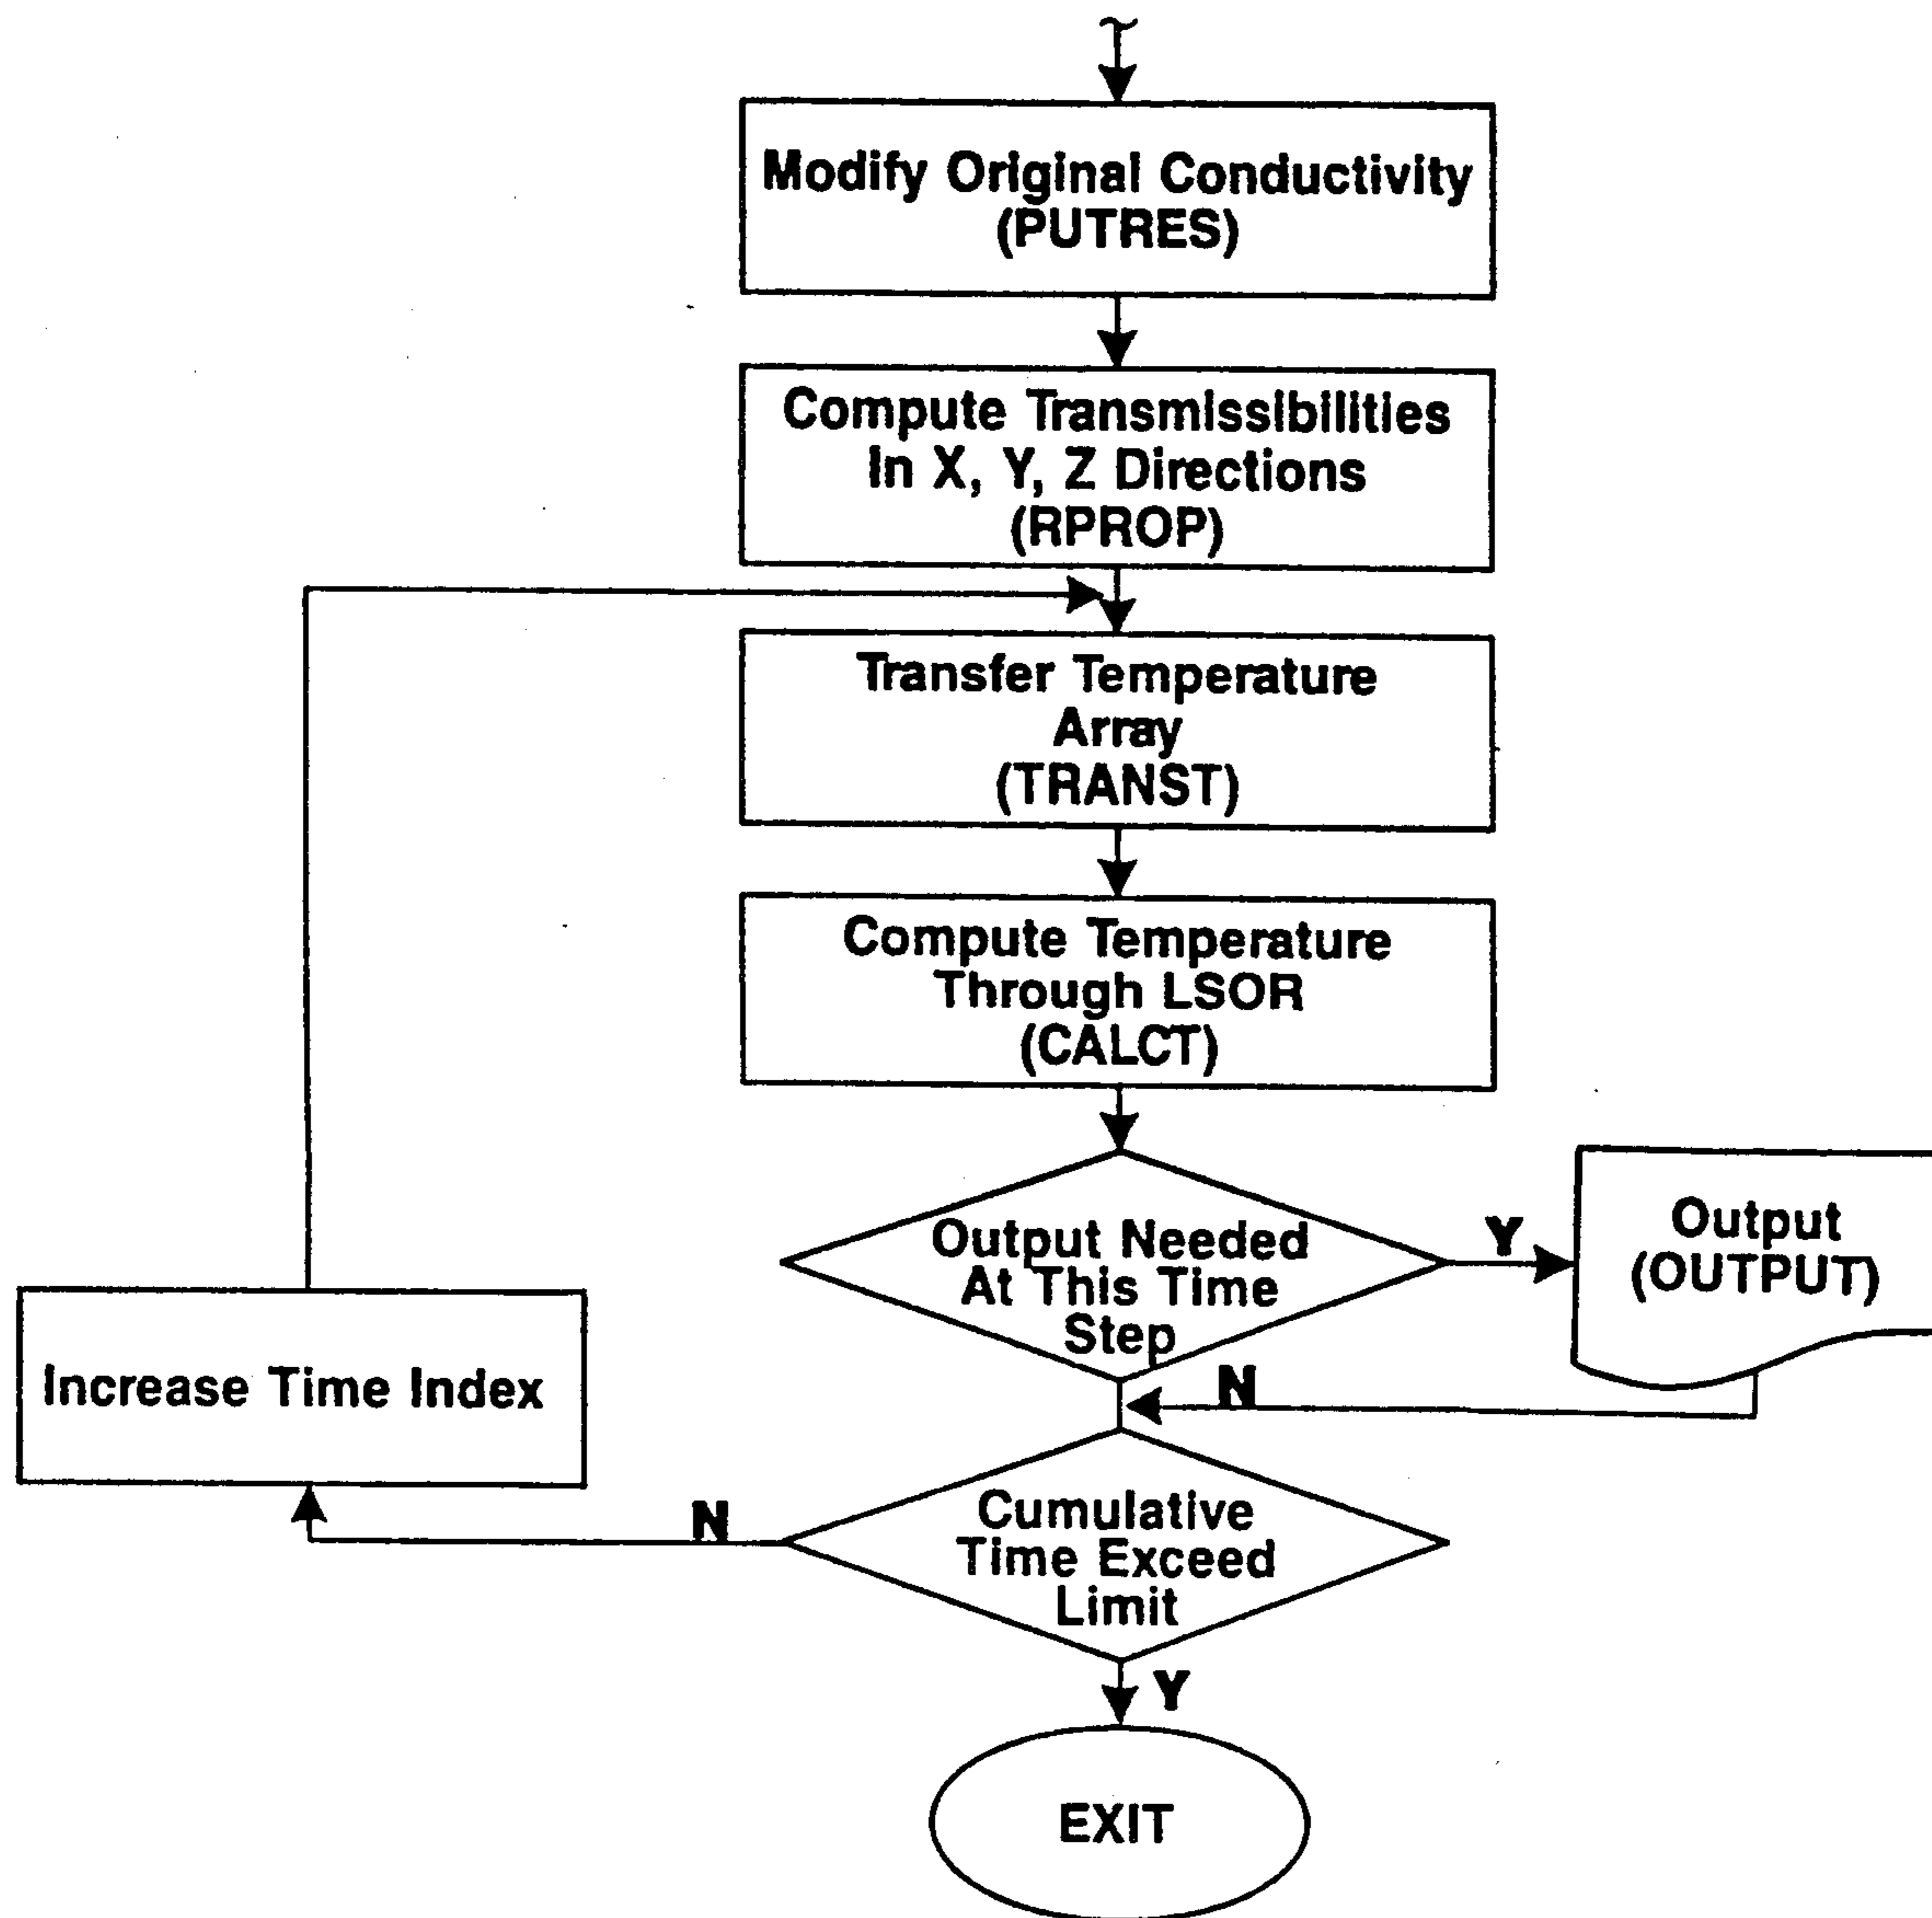 Modify Original Conductivity
(PUTRES)
Compute Transmissibilities
In X, Y, Z Directions
(RPROP)
Transfer Temperature
Array
(TRANST)
Compute Temperature
Through LSOR
(CALCT)
Output Needed
At This Time
Step
Y
Output
(OUTPUT)
N
Increase Time Index
N
Cumulative
Time Exceed
Limit
Y
EXIT